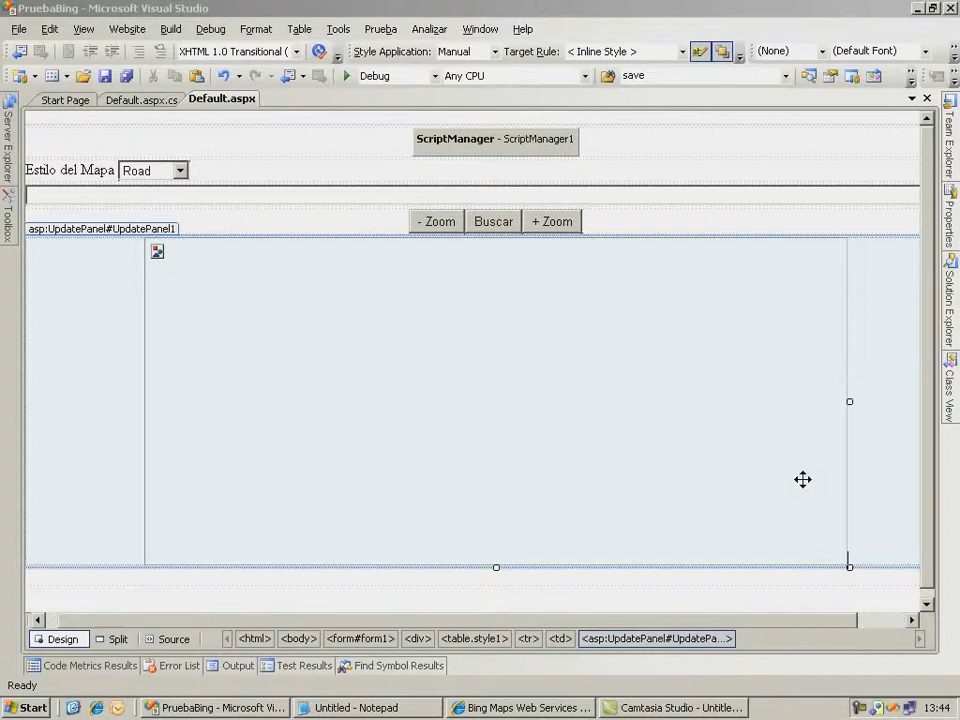 PruebaBing - Microsoft Visual Studio
File Edit View Website Build Debug Format Table Tools Prueba Analizar Window Help
XHTML 1.0 Transitional ( Style Application: Manual Target Rule: < Inline Style > (None) (Default Font)
Debug Any CPU save
Start Page Default.aspx.cs Default.aspx
Server Explorer
Toolbox
ScriptManager - ScriptManager1
Estilo del Mapa Road
- Zoom Buscar + Zoom
asp:UpdatePanel#UpdatePanel1
Team Explorer
Properties
Solution Explorer
Class View
Design Split Source <html> <body> <form#form1> <div> <table.style1> <tr> <td> <asp:UpdatePanel#UpdatePa...>
Code Metrics Results Error List Output Test Results Find Symbol Results
Ready
Start PruebaBing - Microsoft Vi... Untitled - Notepad Bing Maps Web Services ... Camtasia Studio - Untitle... 13:44